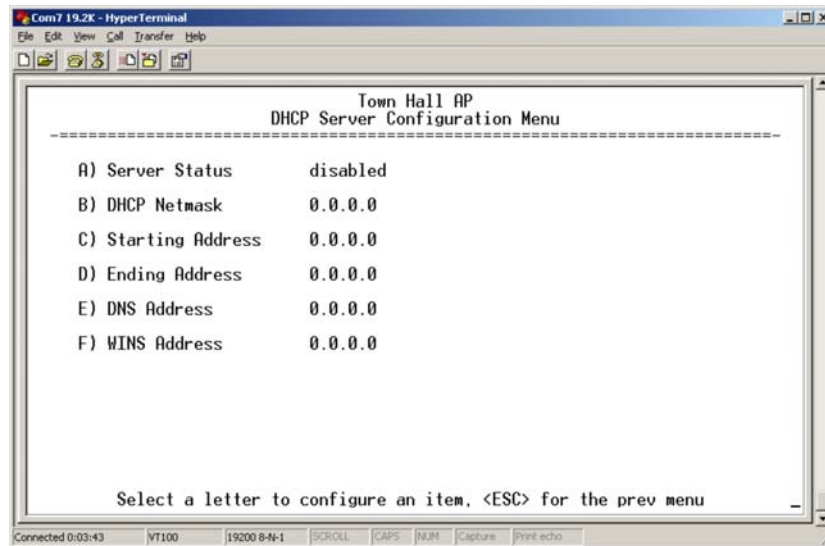 Com7 19.2K - HyperTerminal
File Edit View Call Transfer Help
Town Hall AP
DHCP Server Configuration Menu
-==========================================================================-
A) Server Status disabled
B) DHCP Netmask 0.0.0.0
C) Starting Address 0.0.0.0
D) Ending Address 0.0.0.0
E) DNS Address 0.0.0.0
F) WINS Address 0.0.0.0
Select a letter to configure an item, <ESC> for the prev menu
Connected 0:03:43 VT100 19200 8-N-1 SCROLL CAPS NUM Capture Print echo